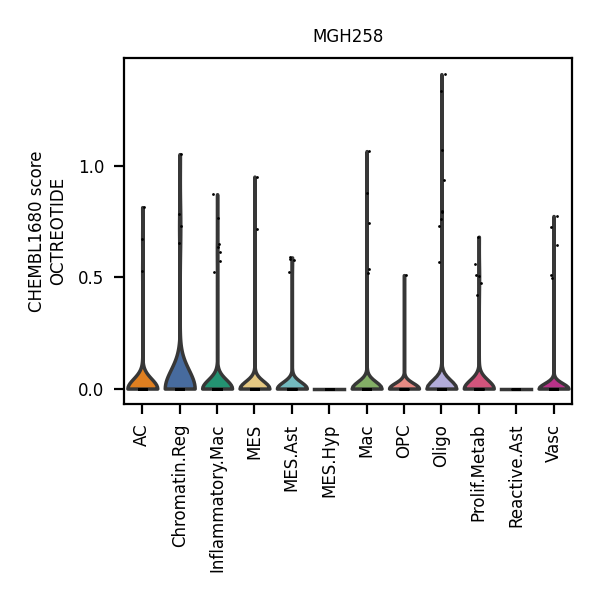 MGH258
CHEMBL1680 score
OCTREOTIDE
1.0
0.5
0.0
AC
Chromatin.Reg
Inflammatory.Mac
MES
MES.Ast
MES.Hyp
Mac
OPC
Oligo
Prolif.Metab
Reactive.Ast
Vasc